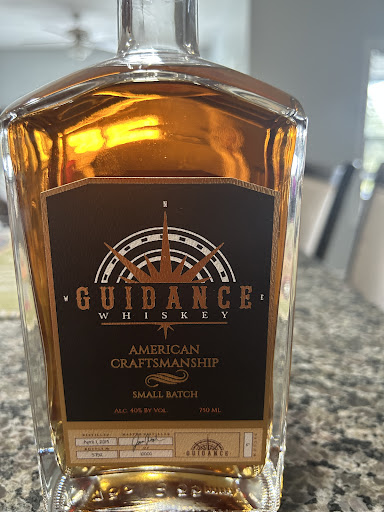 N
W
E
GUIDANCE
WHISKEY
AMERICAN
CRAFTSMANSHIP
SMALL BATCH
ALC. 40% BY VOL.
750 ML
GUIDANCE